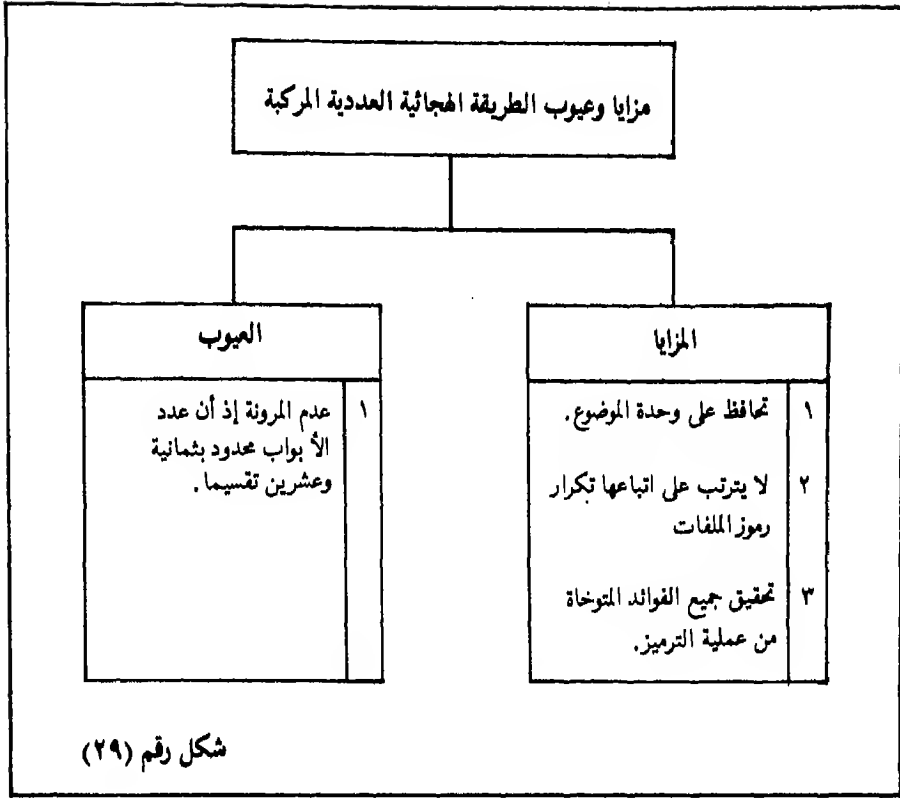 مزايا وعيوب الطريقة الهجائية العددية المركبة
المزايا
١ تحافظ على وحدة الموضوع.
٢ لا يترتب على اتباعها تكرار
رموز الملفات
٣ تحقيق جميع الفوائد المتوخاة
من عملية الترميز.
العيوب
١ عدم المرونة إذ أن عدد
الأ بواب محدود بثمانية
وعشرين تقسيما.
شكل رقم (٢٩)